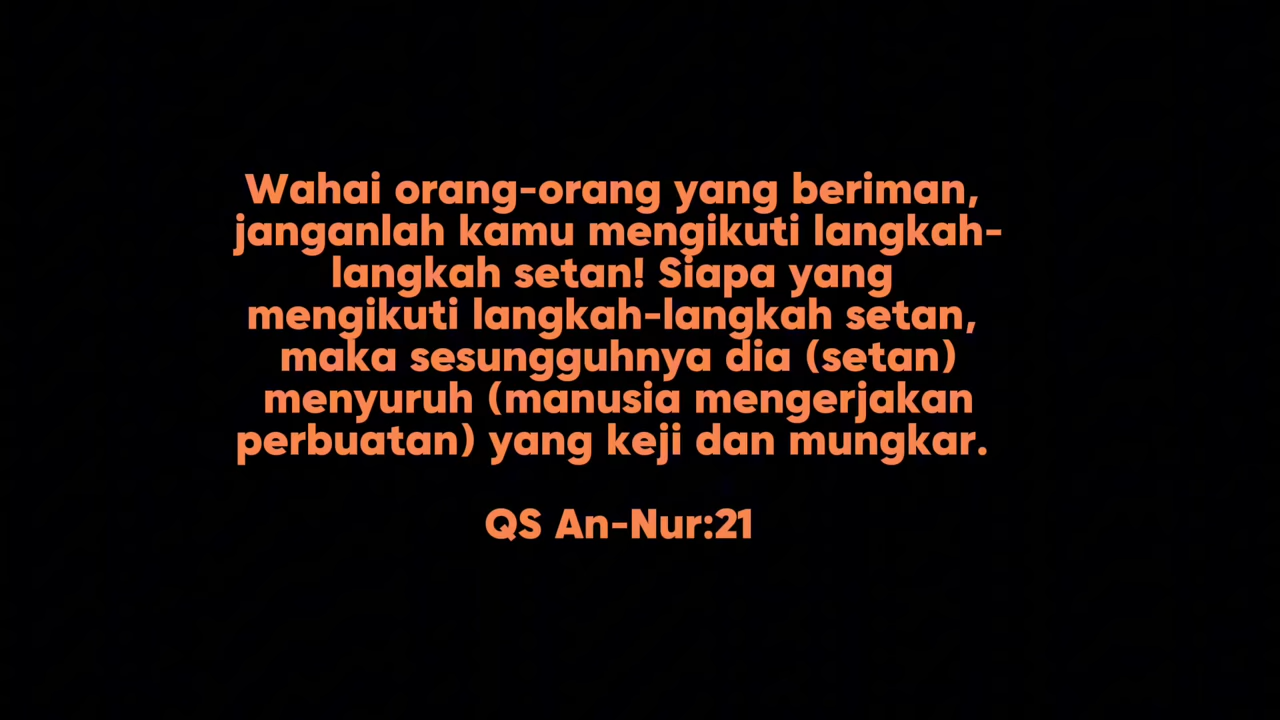 Wahai orang-orang yang beriman,
janganlah kamu mengikuti langkah-
langkah setan! Siapa yang
mengikuti langkah-langkah setan,
maka sesungguhnya dia (setan)
menyuruh (manusia mengerjakan
perbuatan) yang keji dan mungkar.
QS An-Nur:21